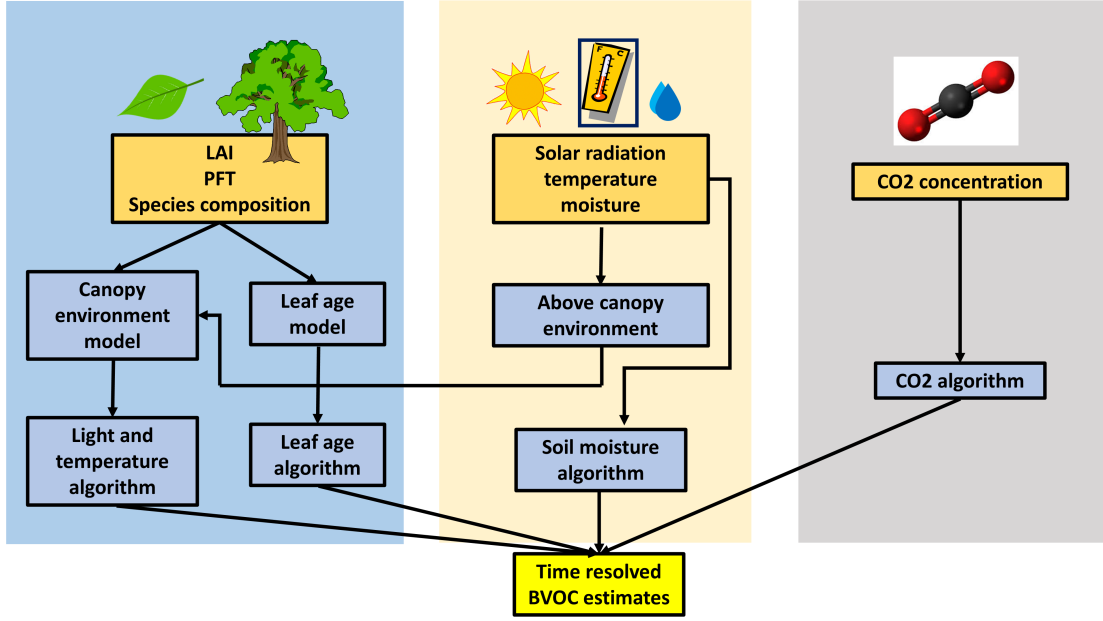 F C
LAI
PFT
Species composition
Solar radiation
temperature
moisture
CO2 concentration
Canopy
environment
model
Leaf age
model
Above canopy
environment
CO2 algorithm
Light and
temperature
algorithm
Leaf age
algorithm
Soil moisture
algorithm
Time resolved
BVOC estimates